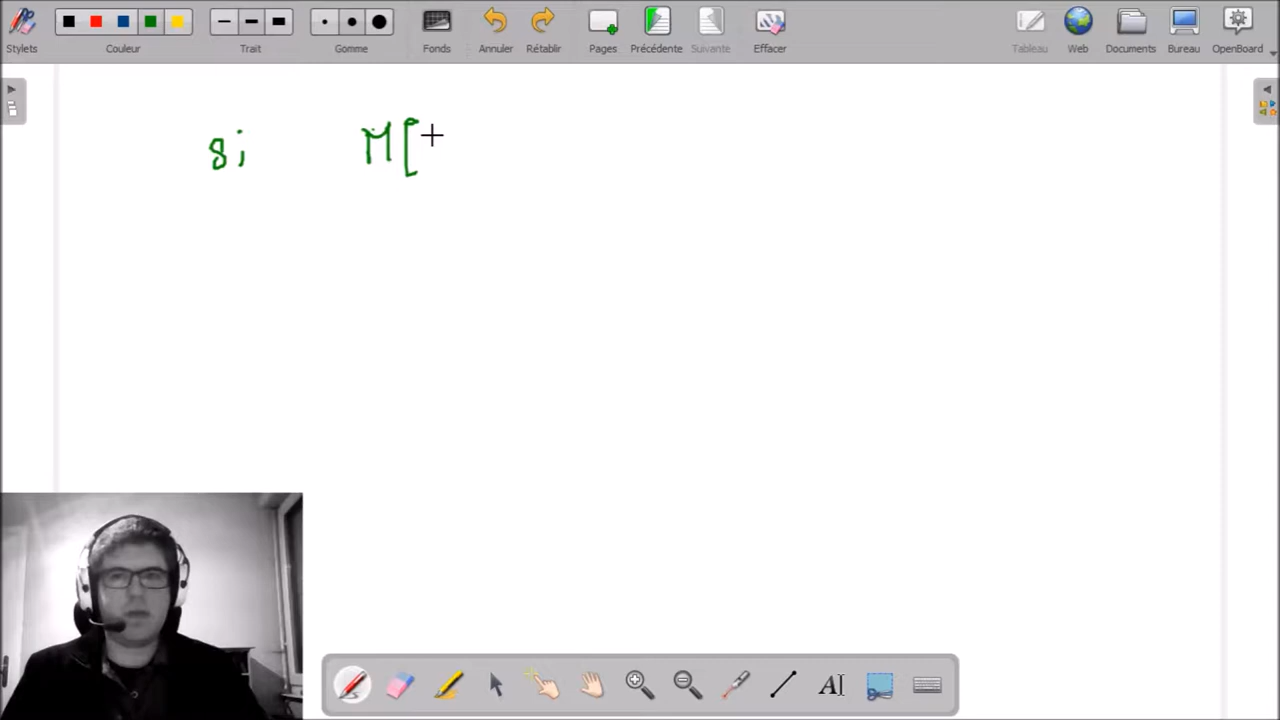 Stylets Couleur Trait Gomme Fonds Annuler Rétablir Pages Précédente Suivante Effacer Tableau Web Documents Bureau OpenBoard
si M[